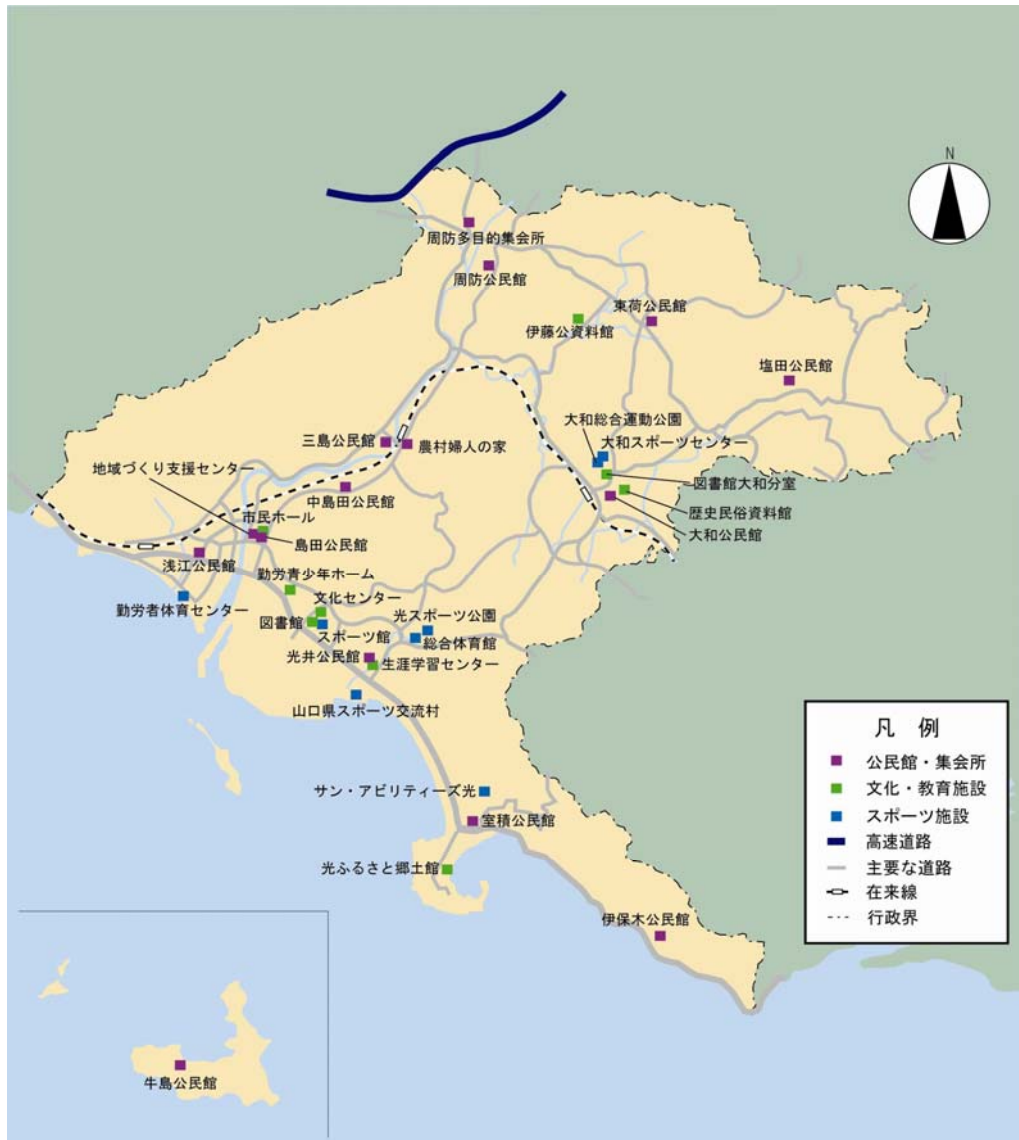 N
周防多目的集会所
周防公民館
東荷公民館
伊藤公資料館
塩田公民館
大和総合運動公園
三島公民館
農村婦人の家
大和スポーツセンター
地域づくり支援センター
図書館大和分室
中島田公民館
歴史民俗資料館
市民ホール
大和公民館
島田公民館
浅江公民館
勤労青少年ホーム
文化センター
勤労者体育センター
光スポーツ公園
図書館
スポーツ館
総合体育館
光井公民館
生涯学習センター
山口県スポーツ交流村
サン・アビリティーズ光
室積公民館
光ふるさと郷土館
伊保木公民館
牛島公民館
凡 例
公民館・集会所
文化・教育施設
スポーツ施設
高速道路
主要な道路
在来線
行政界